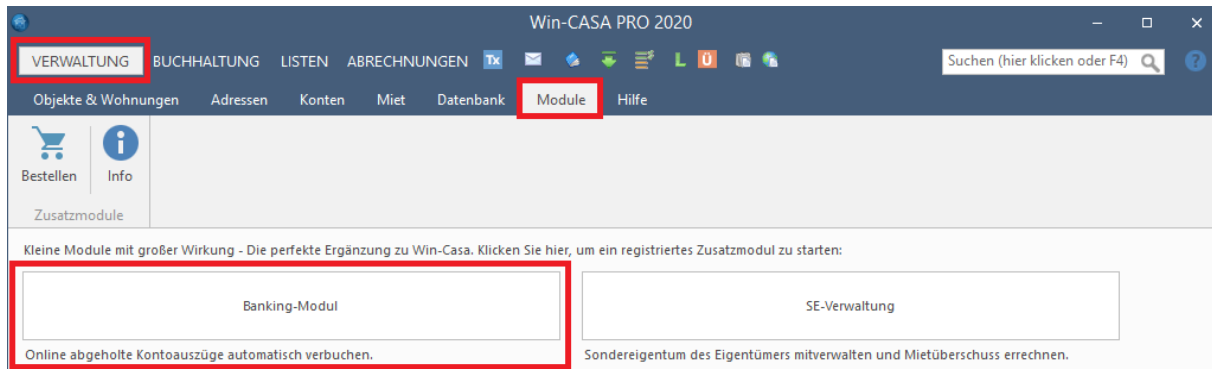 Win-CASA PRO 2020
VERWALTUNG BUCHHALTUNG LISTEN ABRECHNUNGEN Tx L Ü Suchen (hier klicken oder F4) ?
Objekte & Wohnungen Adressen Konten Miet Datenbank Module Hilfe
Bestellen Info
Zusatzmodule
Kleine Module mit großer Wirkung - Die perfekte Ergänzung zu Win-Casa. Klicken Sie hier, um ein registriertes Zusatzmodul zu starten:
Banking-Modul SE-Verwaltung
Online abgeholte Kontoauszüge automatisch verbuchen. Sondereigentum des Eigentümers mitverwalten und Mietüberschuss errechnen.